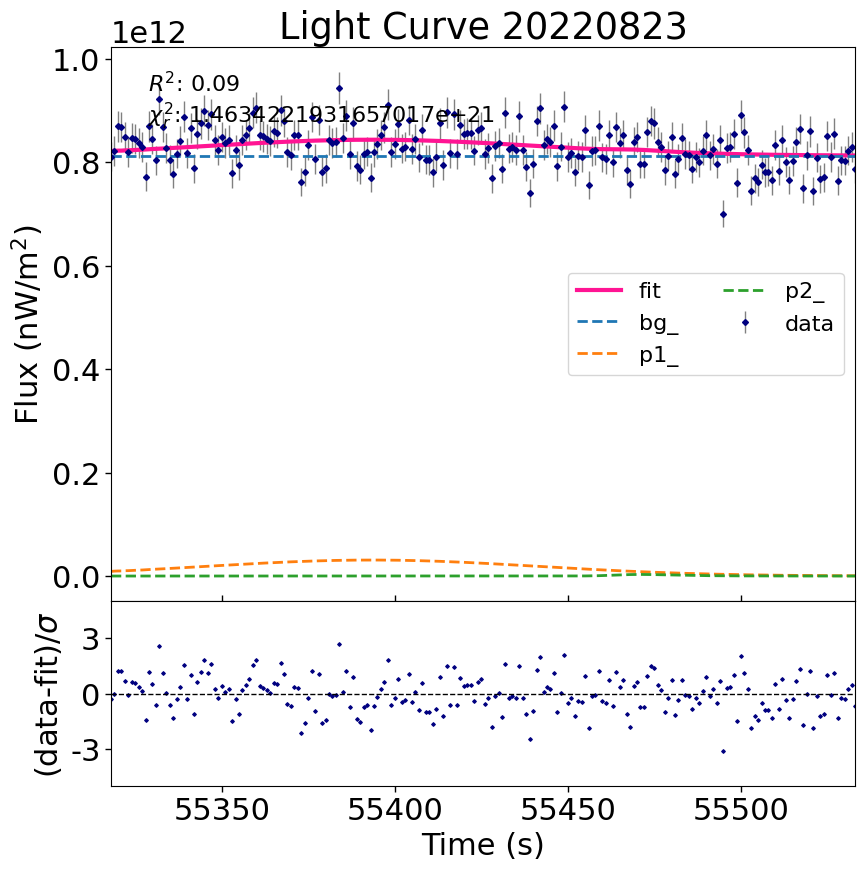 Light Curve 20220823
1e12
R²: 0.09
χ²: 1.4634221931657017e+21
1.0
0.8
0.6
0.4
0.2
0.0
Flux (nW/m²)
fit
bg_
p1_
p2_
data
3
0
-3
(data-fit)/σ
55350 55400 55450 55500
Time (s)